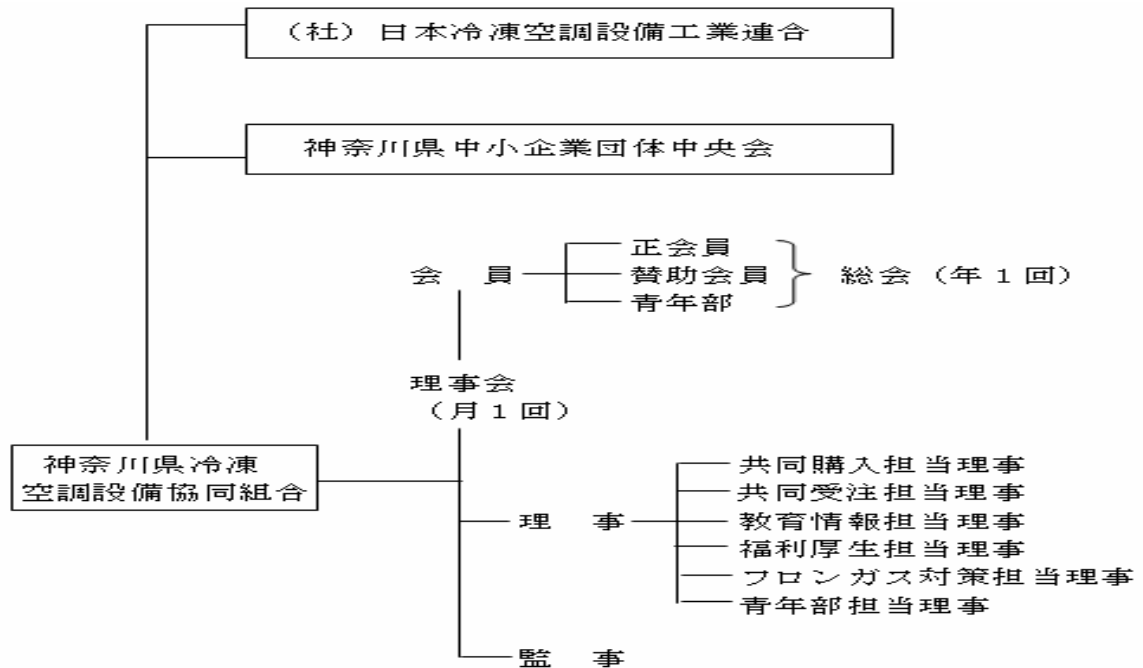 （社）日本冷凍空調設備工業連合
神奈川県中小企業団体中央会
正会員
会　員
賛助会員
総会（年１回）
青年部
理事会
（月１回）
神奈川県冷凍
空調設備協同組合
共同購入担当理事
共同受注担当理事
理　事
教育情報担当理事
福利厚生担当理事
フロンガス対策担当理事
青年部担当理事
監　事